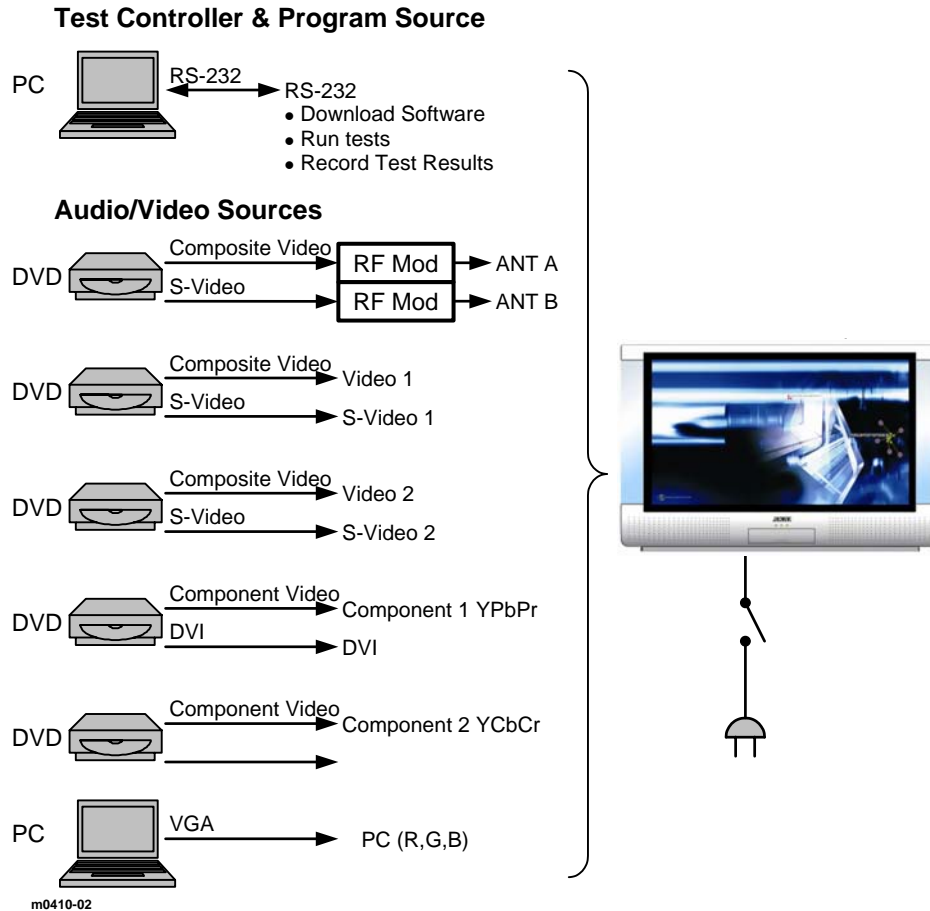 Test Controller & Program Source
PC
RS-232
RS-232
• Download Software
• Run tests
• Record Test Results
Audio/Video Sources
DVD
Composite Video
RF Mod
ANT A
S-Video
RF Mod
ANT B
DVD
Composite Video
Video 1
S-Video
S-Video 1
DVD
Composite Video
Video 2
S-Video
S-Video 2
DVD
Component Video
Component 1 YPbPr
DVI
DVI
DVD
Component Video
Component 2 YCbCr
PC
VGA
PC (R,G,B)
m0410-02